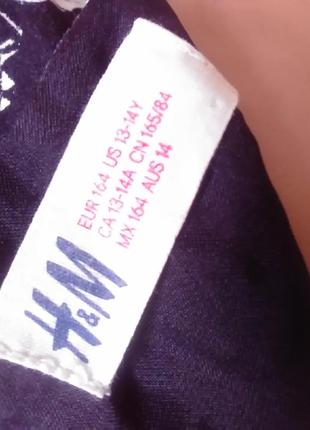 EUR 164 US 13-14Y
CA 13-14A CN 165/84
MX 164 AUS 14
H&M